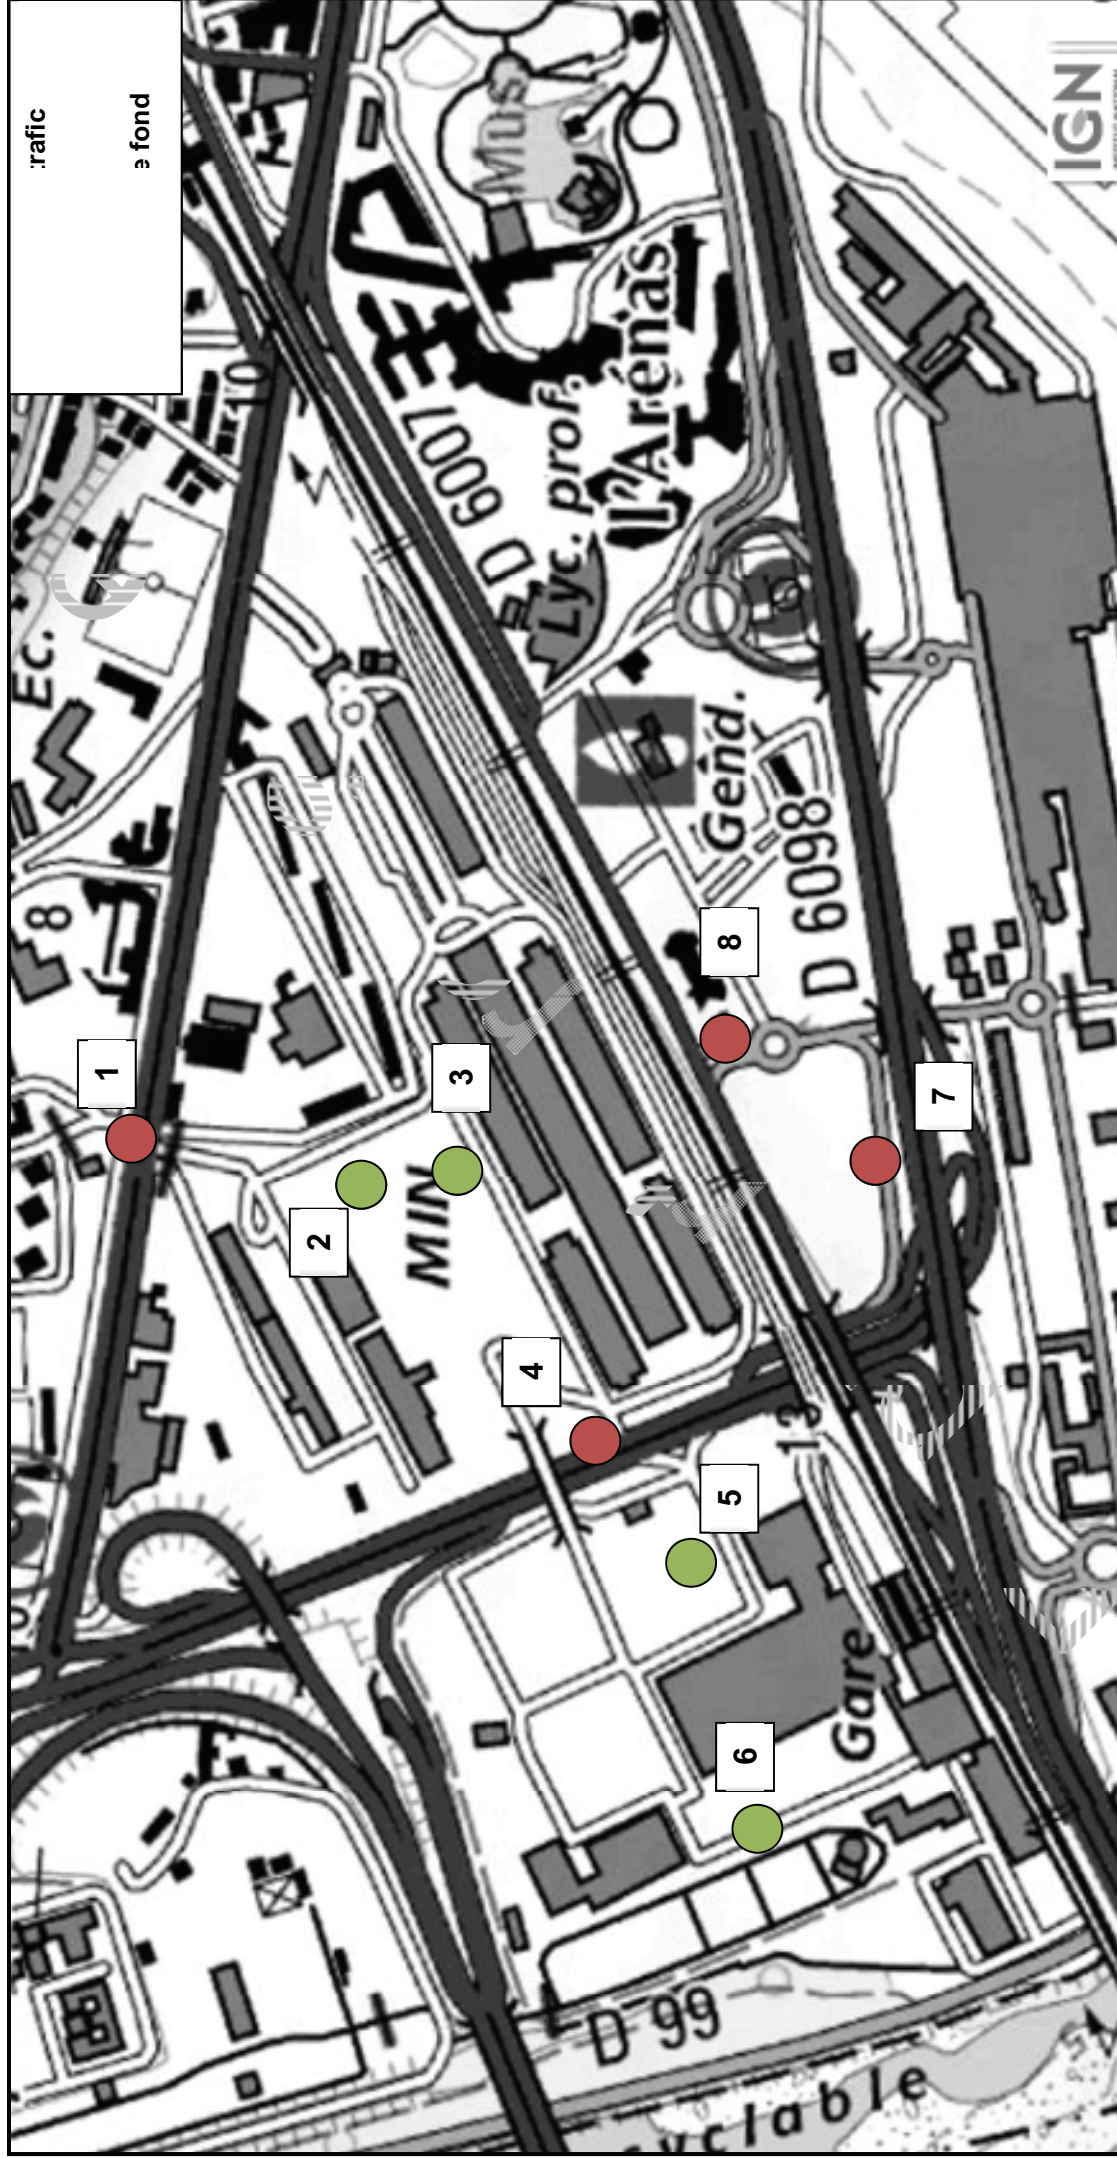 rafic
e fond
IGN
Mus
10
D 6007
Lyc. prof.
l'Arénas
Ec.
8
Gend.
D 6098
1
2
3
MIN
4
5
6
7
8
13
Gare
D 99
cyclable